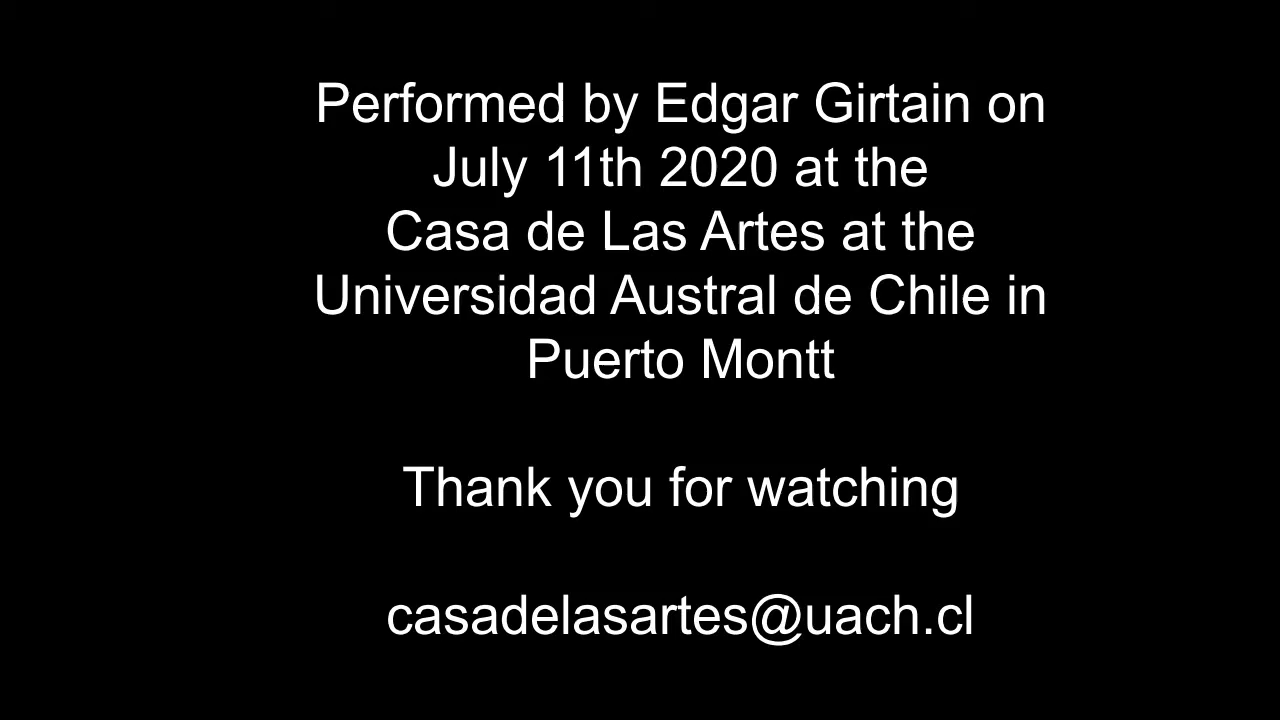 Performed by Edgar Girtain on
July 11th 2020 at the
Casa de Las Artes at the
Universidad Austral de Chile in
Puerto Montt
Thank you for watching
casadelasartes@uach.cl